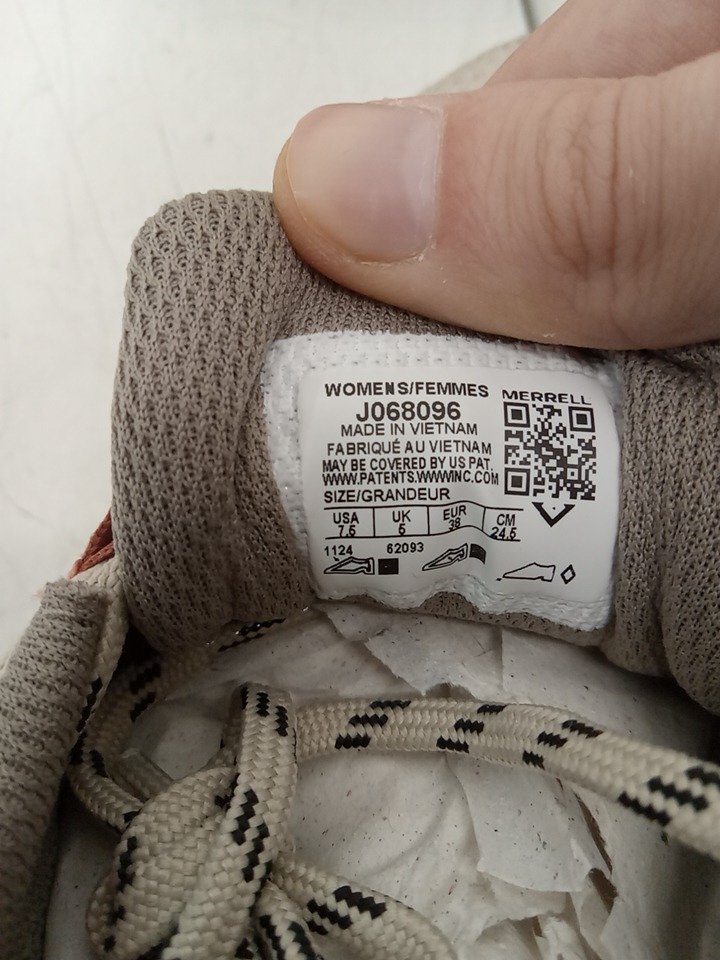 WOMENS/FEMMES
MERRELL
J068096
MADE IN VIETNAM
FABRIQUÉ AU VIETNAM
MAY BE COVERED BY US PAT.
WWW.PATENTS.WWWINC.COM
SIZE/GRANDEUR
USA UK EUR CM
7.5 5 38 24.5
1124 62093